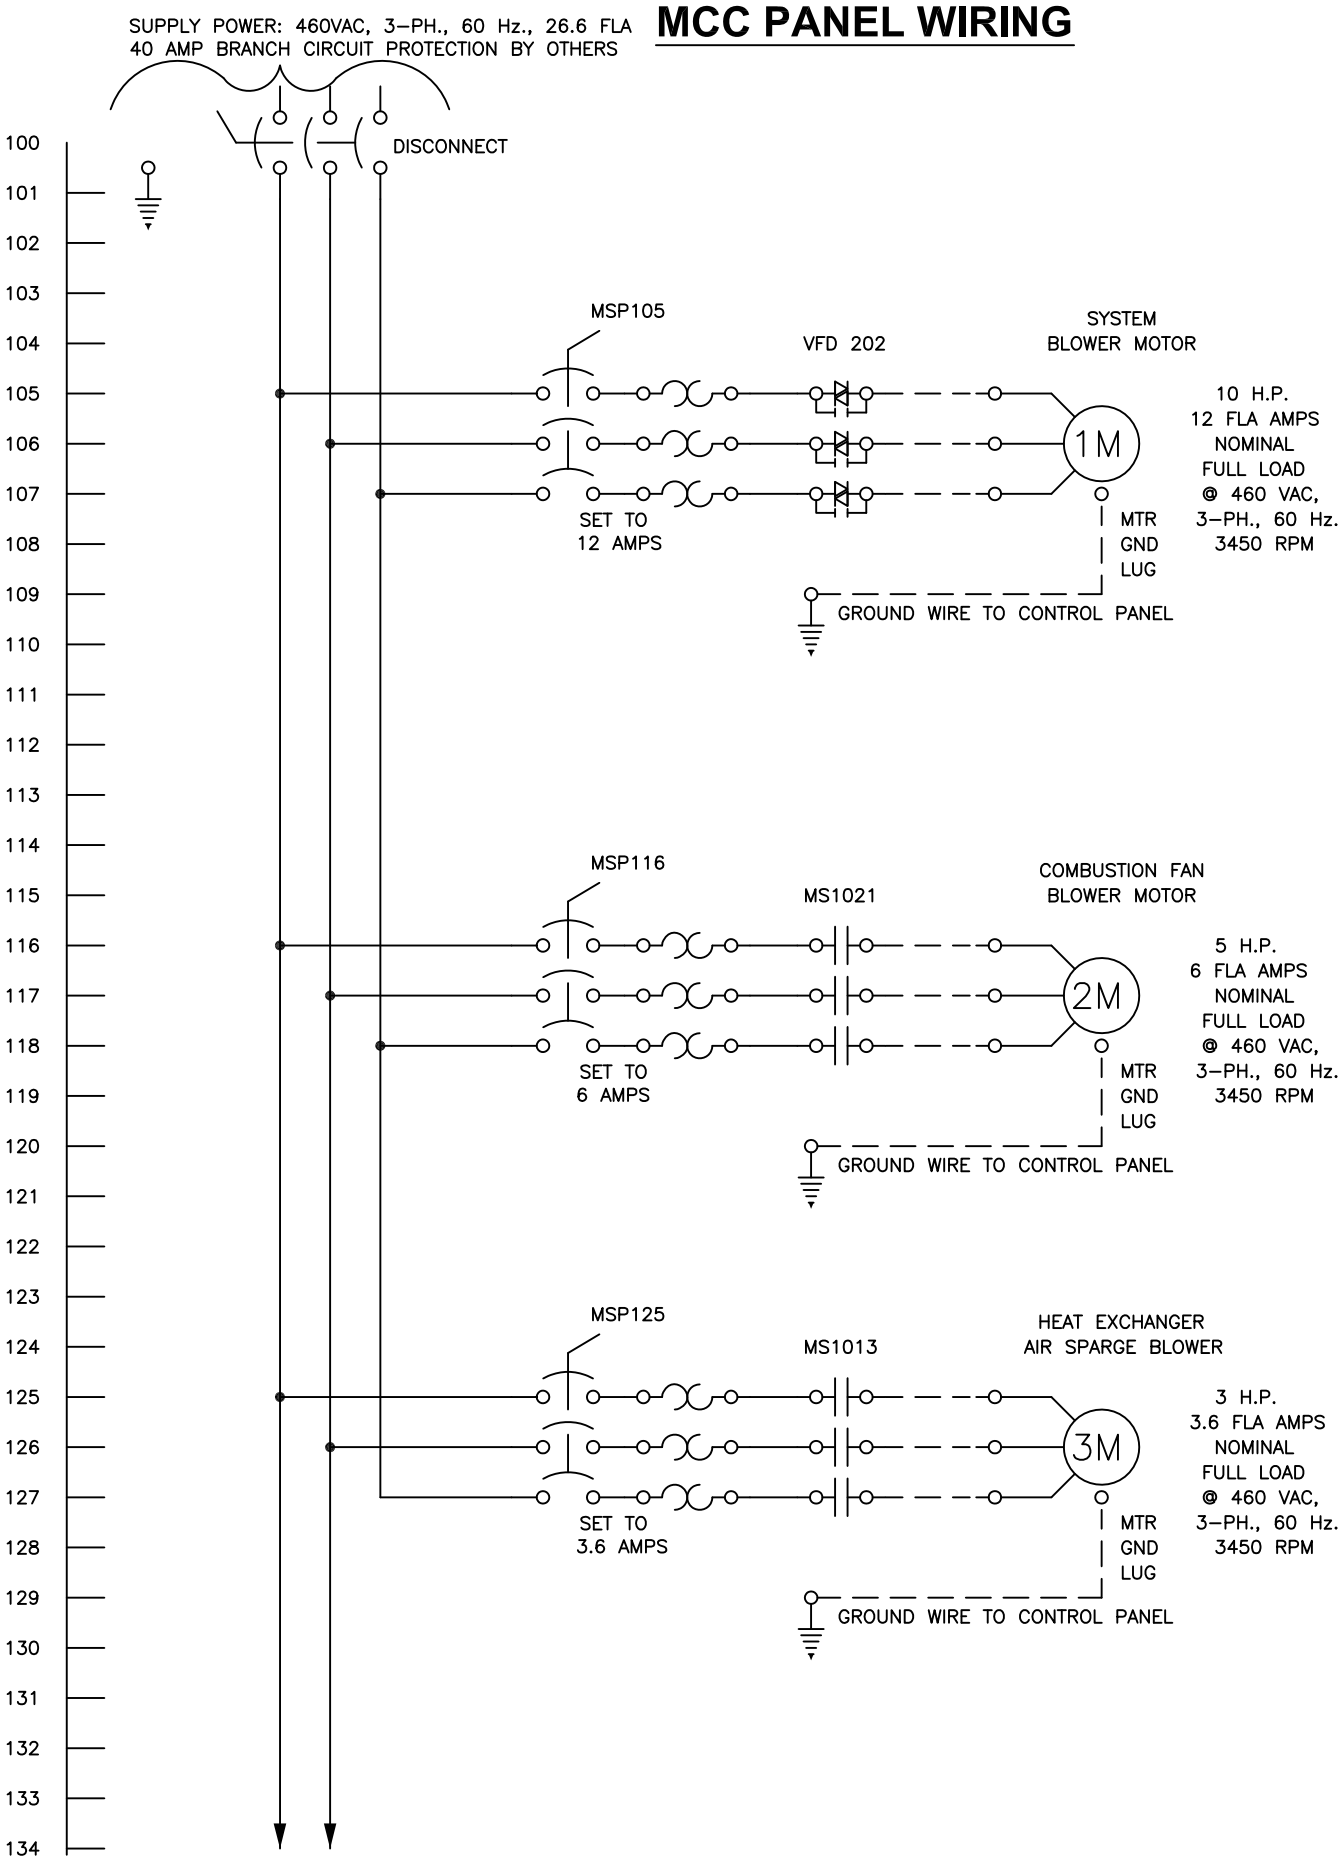 SUPPLY POWER: 460VAC, 3-PH., 60 Hz., 26.6 FLA
40 AMP BRANCH CIRCUIT PROTECTION BY OTHERS
MCC PANEL WIRING
DISCONNECT
100
101
102
103
104
105
106
107
108
109
110
111
112
113
114
115
116
117
118
119
120
121
122
123
124
125
126
127
128
129
130
131
132
133
134
MSP105
SET TO
12 AMPS
VFD 202
SYSTEM
BLOWER MOTOR
1M
10 H.P.
12 FLA AMPS
NOMINAL
FULL LOAD
@ 460 VAC,
3-PH., 60 Hz.
3450 RPM
MTR
GND
LUG
GROUND WIRE TO CONTROL PANEL
MSP116
SET TO
6 AMPS
MS1021
COMBUSTION FAN
BLOWER MOTOR
2M
5 H.P.
6 FLA AMPS
NOMINAL
FULL LOAD
@ 460 VAC,
3-PH., 60 Hz.
3450 RPM
MTR
GND
LUG
GROUND WIRE TO CONTROL PANEL
MSP125
SET TO
3.6 AMPS
MS1013
HEAT EXCHANGER
AIR SPARGE BLOWER
3M
3 H.P.
3.6 FLA AMPS
NOMINAL
FULL LOAD
@ 460 VAC,
3-PH., 60 Hz.
3450 RPM
MTR
GND
LUG
GROUND WIRE TO CONTROL PANEL